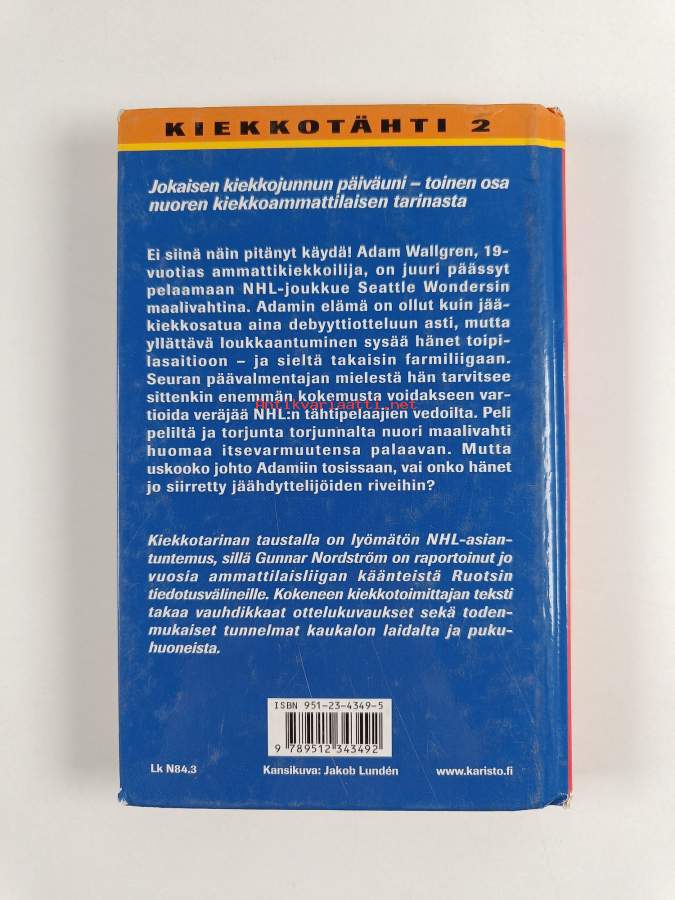 KIEKKOTÄHTI 2
Jokaisen kiekkojunnun päiväuni – toinen osa
nuoren kiekkoammattilaisen tarinasta
Ei siinä näin pitänyt käydä! Adam Wallgren, 19-
vuotias ammattikiekkoilija, on juuri päässyt
pelaamaan NHL-joukkue Seattle Wondersin
maalivahtina. Adamin elämä on ollut kuin jää-
kiekkosatua aina debyyttiotteluun asti, mutta
yllättävä loukkaantuminen sysää hänet toipi-
lasaitioon – ja sieltä takaisin farmiliigaan.
Seuran päävalmentajan mielestä hän tarvitsee
sittenkin enemmän kokemusta voidakseen var-
Antikvariaatti.net
tioida veräjää NHL:n tähtipelaajien vedoilta. Peli
peliltä ja torjunta torjunnalta nuori maalivahti
huomaa itsevarmuutensa palaavan. Mutta
uskooko johto Adamiin tosissaan, vai onko hänet
jo siirretty jäähdyttelijöiden riveihin?
Kiekkotarinan taustalla on lyömätön NHL-asian-
tuntemus, sillä Gunnar Nordström on raportoinut jo
vuosia ammattilaisliigan käänteistä Ruotsin
tiedotusvälineille. Kokeneen kiekkotoimittajan teksti
takaa vauhdikkaat ottelukuvaukset sekä toden-
mukaiset tunnelmat kaukalon laidalta ja puku-
huoneista.
ISBN 951-23-4349-5
9 789512 343492
Lk N84.3
Kansikuva: Jakob Lundén
www.karisto.fi